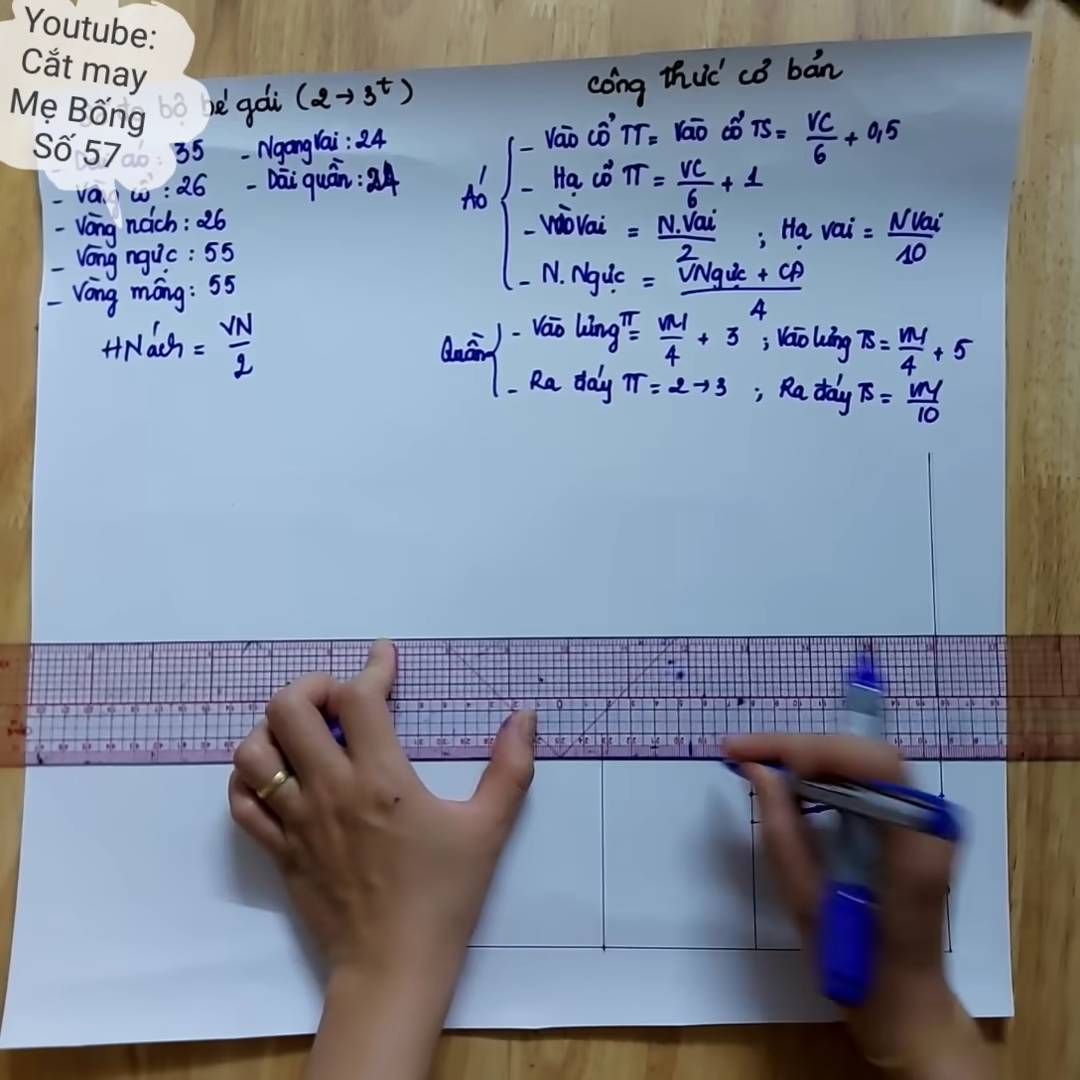 Youtube:
Cắt may
Mẹ Bống
Số 57
bộ bé gái (2→3t)
áo: 35
- Vòng cổ: 26
- Vòng nách: 26
- Vòng ngực: 55
- Vòng mông: 55
HNách = VN/2
- Ngang vai: 24
- Dài quần: 24
công thức cơ bản
Áo
- Vào cổ TT = Vào cổ TS = VC/6 + 0,5
- Hạ cổ TT = VC/6 + 1
- Vào Vai = N.Vai/2 ; Hạ vai = NVai/10
- N. Ngực = (VNgực + CĐ)/4
Quần
- Vào lưng TT = VM/4 + 3 ; Vào lưng TS = VM/4 + 5
- Ra đáy TT = 2→3 ; Ra đáy TS = VM/10